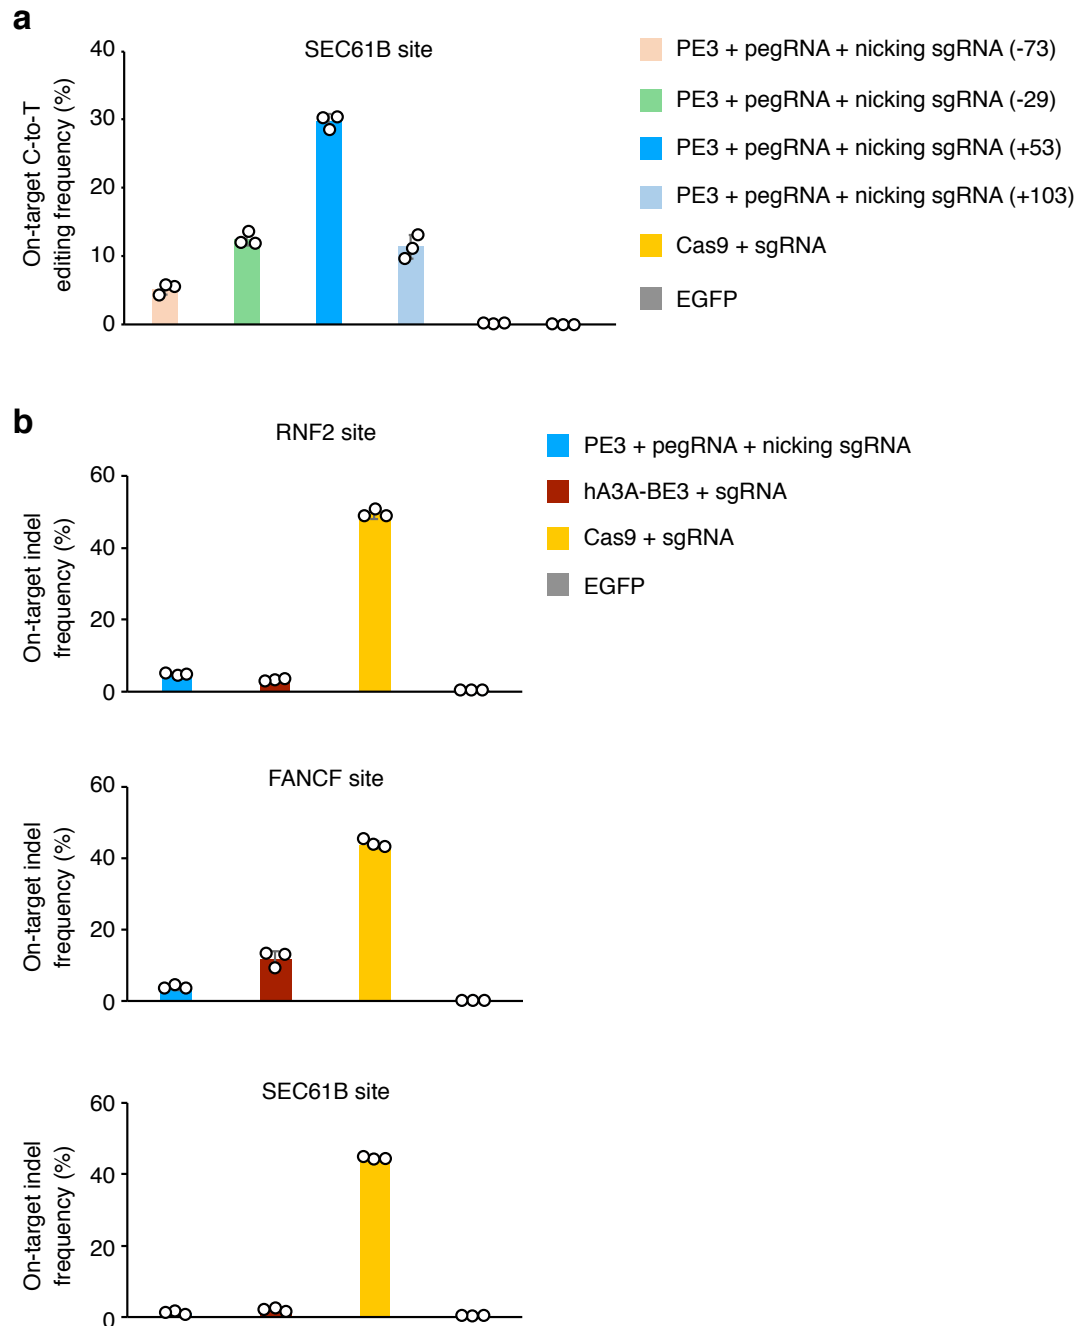 a
SEC61B site
On-target C-to-T
editing frequency (%)
40
30
20
10
0
PE3 + pegRNA + nicking sgRNA (-73)
PE3 + pegRNA + nicking sgRNA (-29)
PE3 + pegRNA + nicking sgRNA (+53)
PE3 + pegRNA + nicking sgRNA (+103)
Cas9 + sgRNA
EGFP
b
RNF2 site
On-target indel
frequency (%)
60
40
20
0
PE3 + pegRNA + nicking sgRNA
hA3A-BE3 + sgRNA
Cas9 + sgRNA
EGFP
FANCF site
On-target indel
frequency (%)
60
40
20
0
SEC61B site
On-target indel
frequency (%)
60
40
20
0